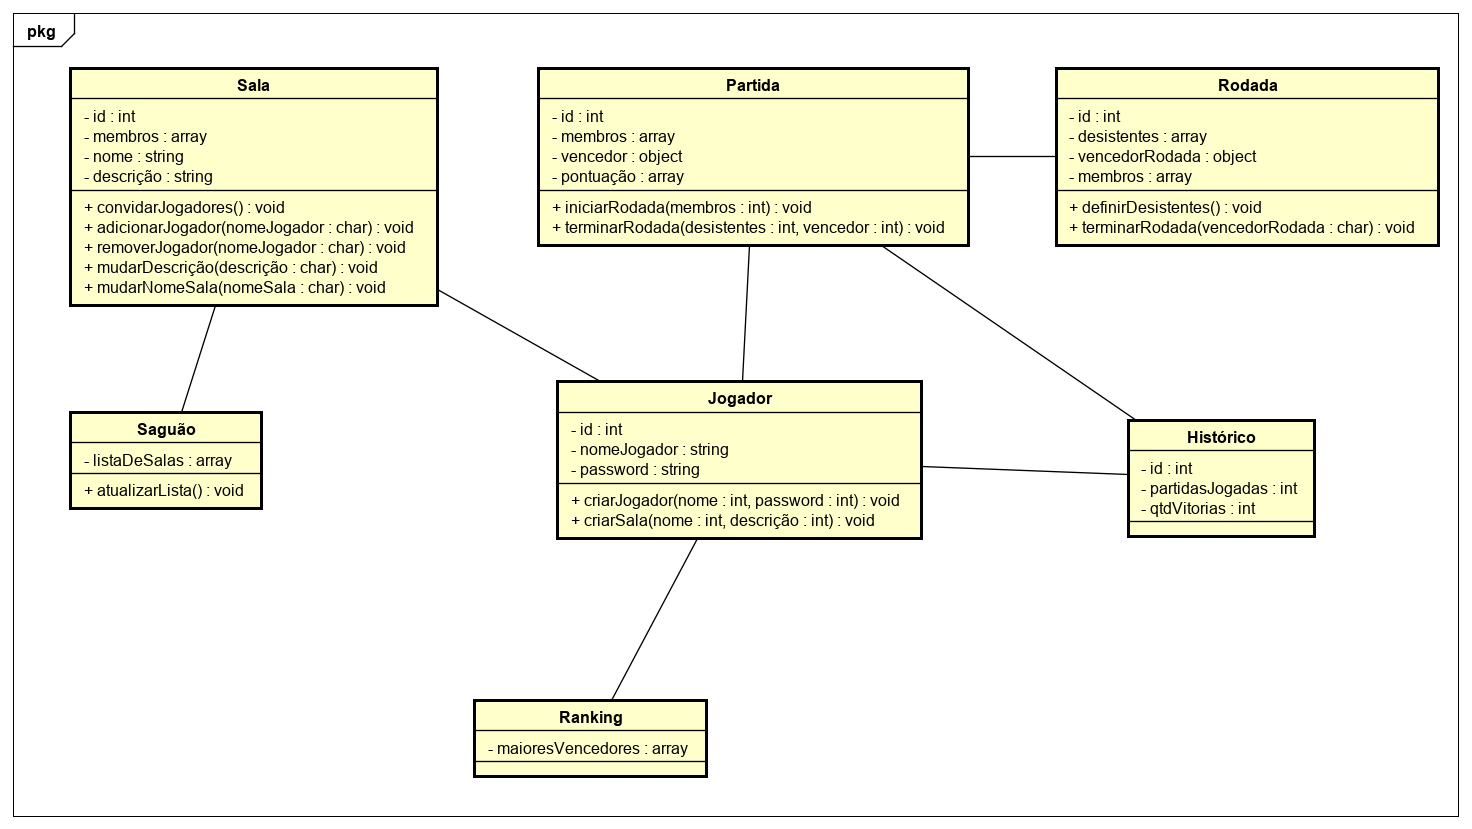 pkg
Sala
- id : int
- membros : array
- nome : string
- descrição : string
+ convidarJogadores() : void
+ adicionarJogador(nomeJogador : char) : void
+ removerJogador(nomeJogador : char) : void
+ mudarDescrição(descrição : char) : void
+ mudarNomeSala(nomeSala : char) : void
Partida
- id : int
- membros : array
- vencedor : object
- pontuação : array
+ iniciarRodada(membros : int) : void
+ terminarRodada(desistentes : int, vencedor : int) : void
Rodada
- id : int
- desistentes : array
- vencedorRodada : object
- membros : array
+ definirDesistentes() : void
+ terminarRodada(vencedorRodada : char) : void
Saguão
- listaDeSalas : array
+ atualizarLista() : void
Jogador
- id : int
- nomeJogador : string
- password : string
+ criarJogador(nome : int, password : int) : void
+ criarSala(nome : int, descrição : int) : void
Histórico
- id : int
- partidasJogadas : int
- qtdVitorias : int
Ranking
- maioresVencedores : array